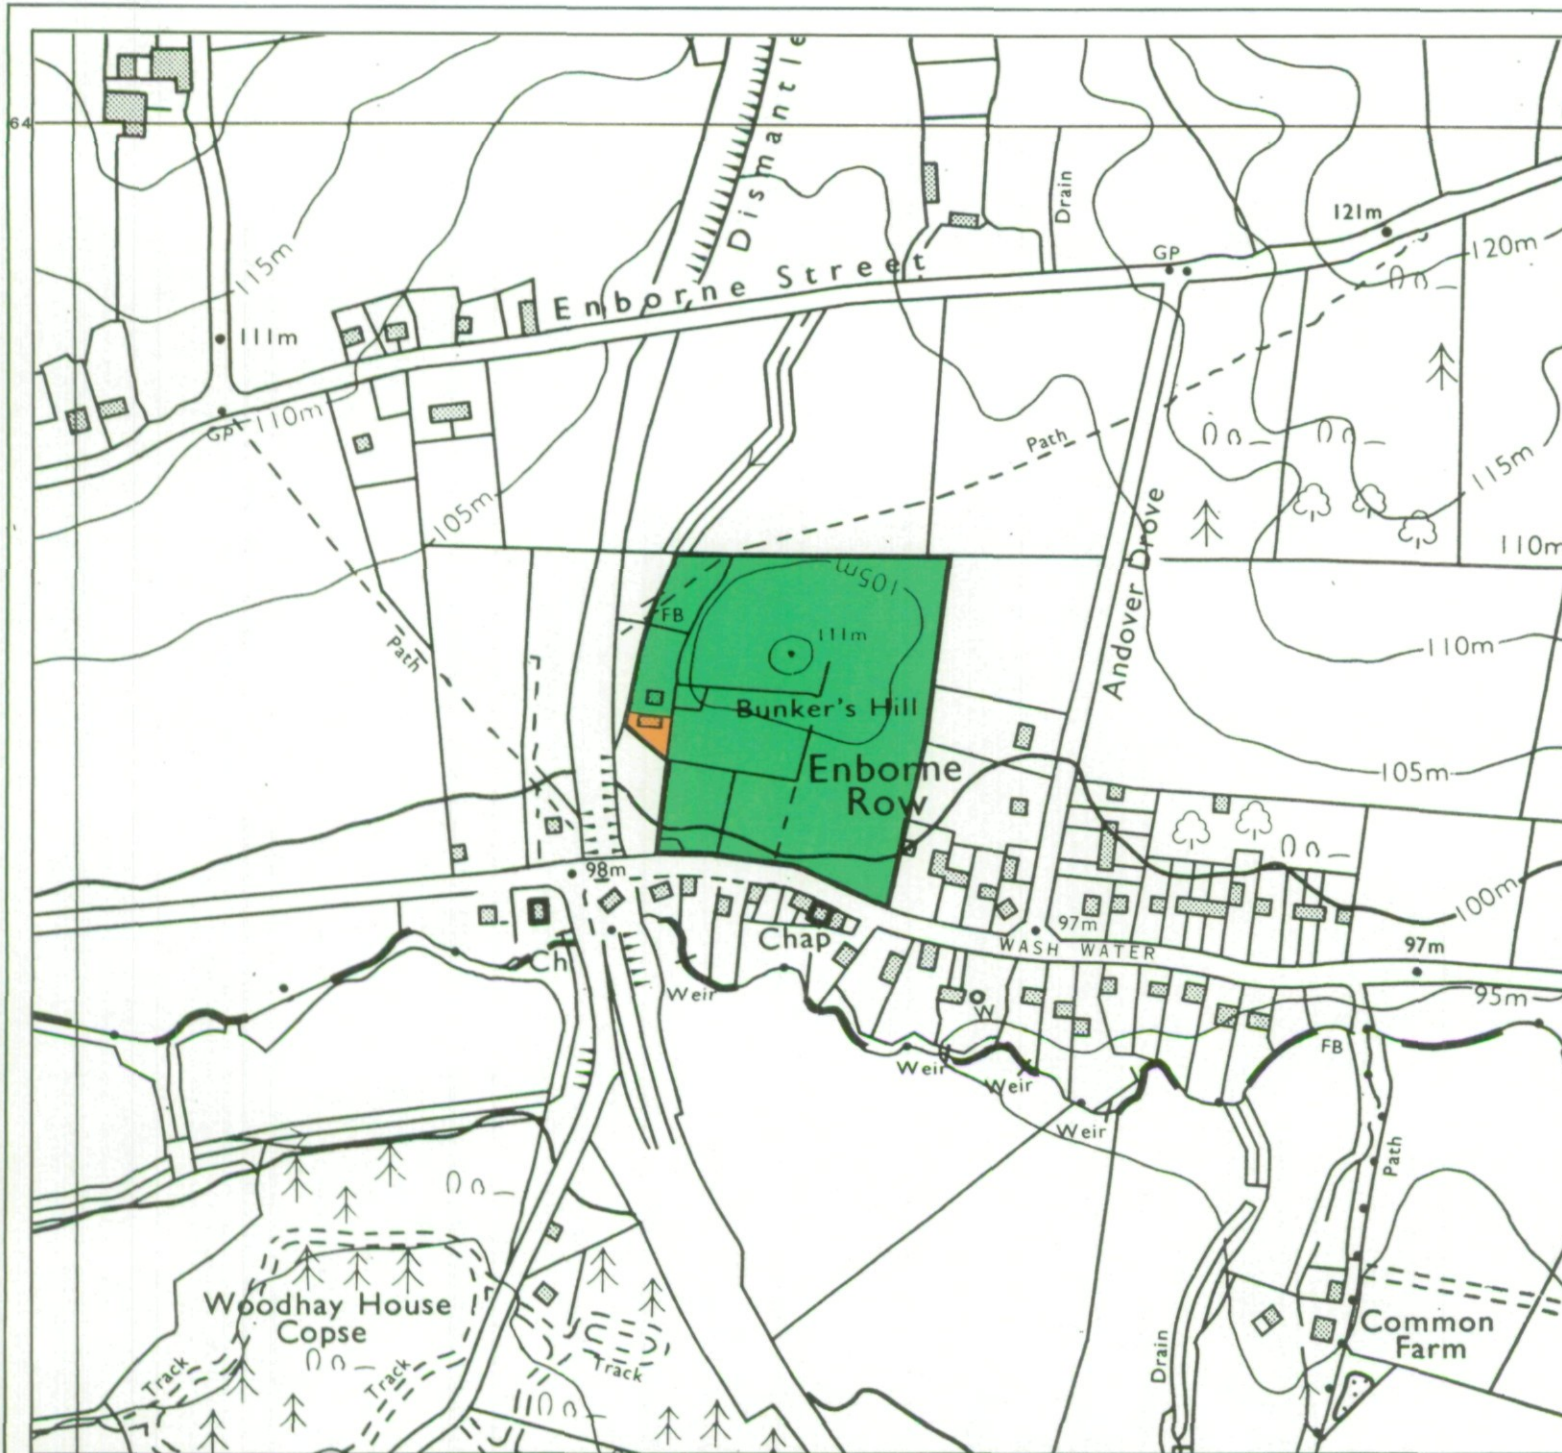 64
Dismantle
Drain
121m
GP
120m
Enborne Street
115m
111m
110m
GP
105m
Path
115m
110m
Andover Drove
105m
FB
111m
Path
110m
Bunker's Hill
Enborne
Row
105m
98m
Chap
97m
WASH WATER
97m
100m
Ch
Weir
W
95m
Weir
Weir
FB
Weir
Path
Woodhay House
Copse
Track
Track
Track
Drain
Common
Farm